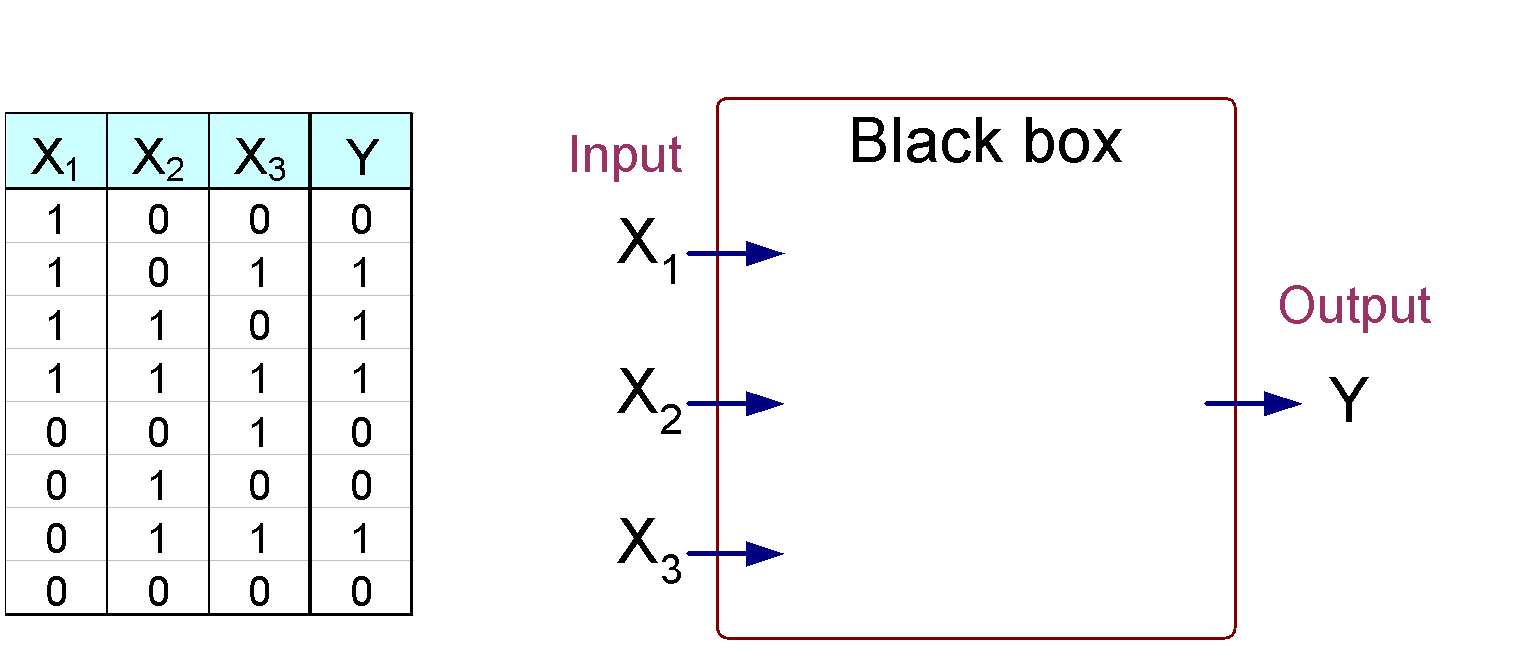 X1 X2 X3 Y
1 0 0 0
1 0 1 1
1 1 0 1
1 1 1 1
0 0 1 0
0 1 0 0
0 1 1 1
0 0 0 0
Black box
Input
X1
X2
X3
Output
Y